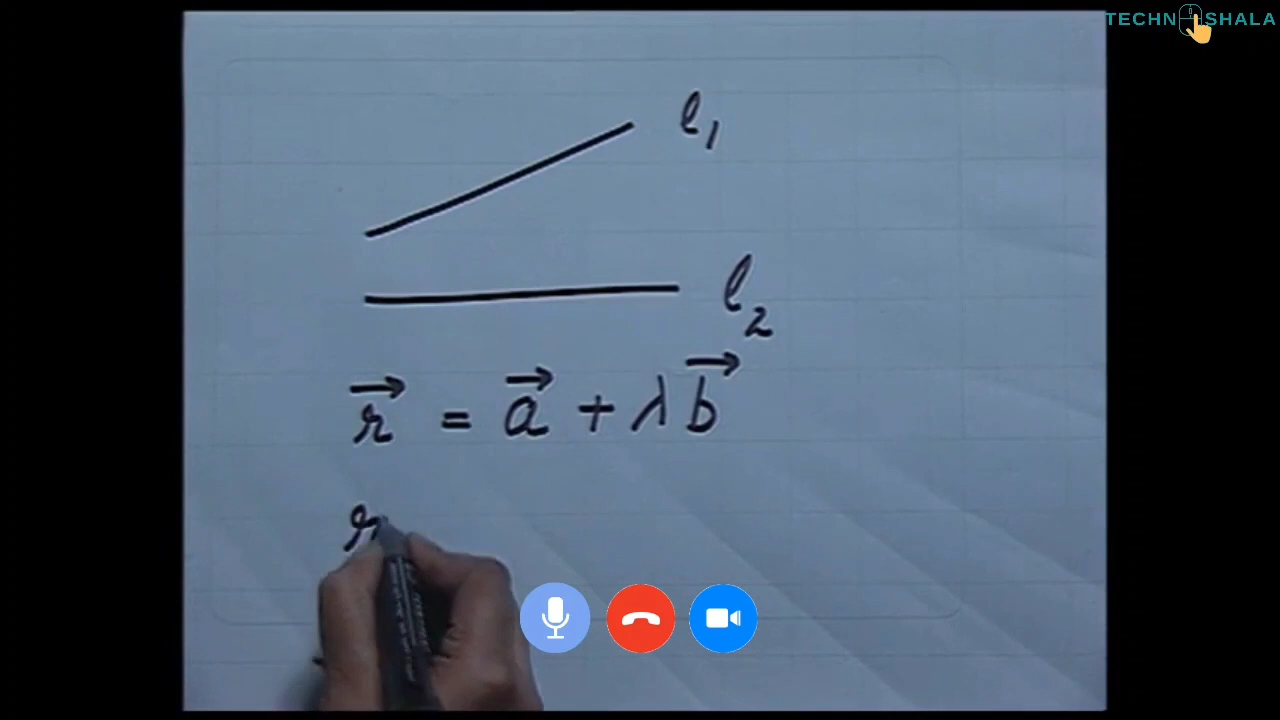 TECHNOSHALA
l₁
l₂
r⃗ = a⃗ + λb⃗
r